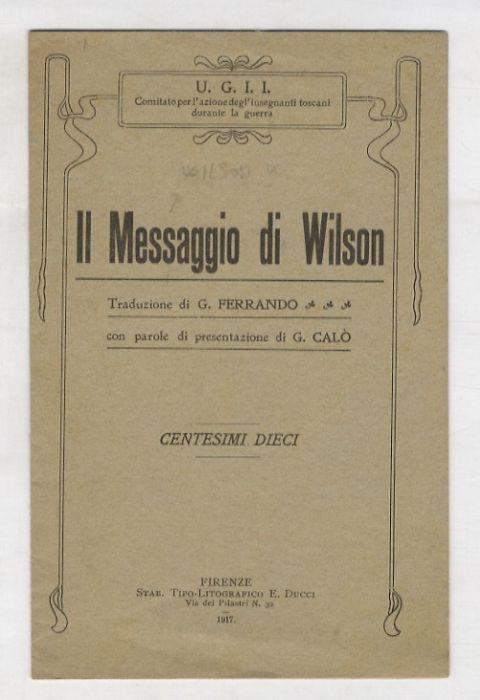 U. G. I. I.
Comitato per l'azione degl'insegnanti toscani
durante la guerra
WILSON W.
Il Messaggio di Wilson
Traduzione di G. FERRANDO
con parole di presentazione di G. CALÒ
CENTESIMI DIECI
FIRENZE
STAB. TIPO-LITOGRAFICO E. DUCCI
Via dei Pilastri N. 32
1917.